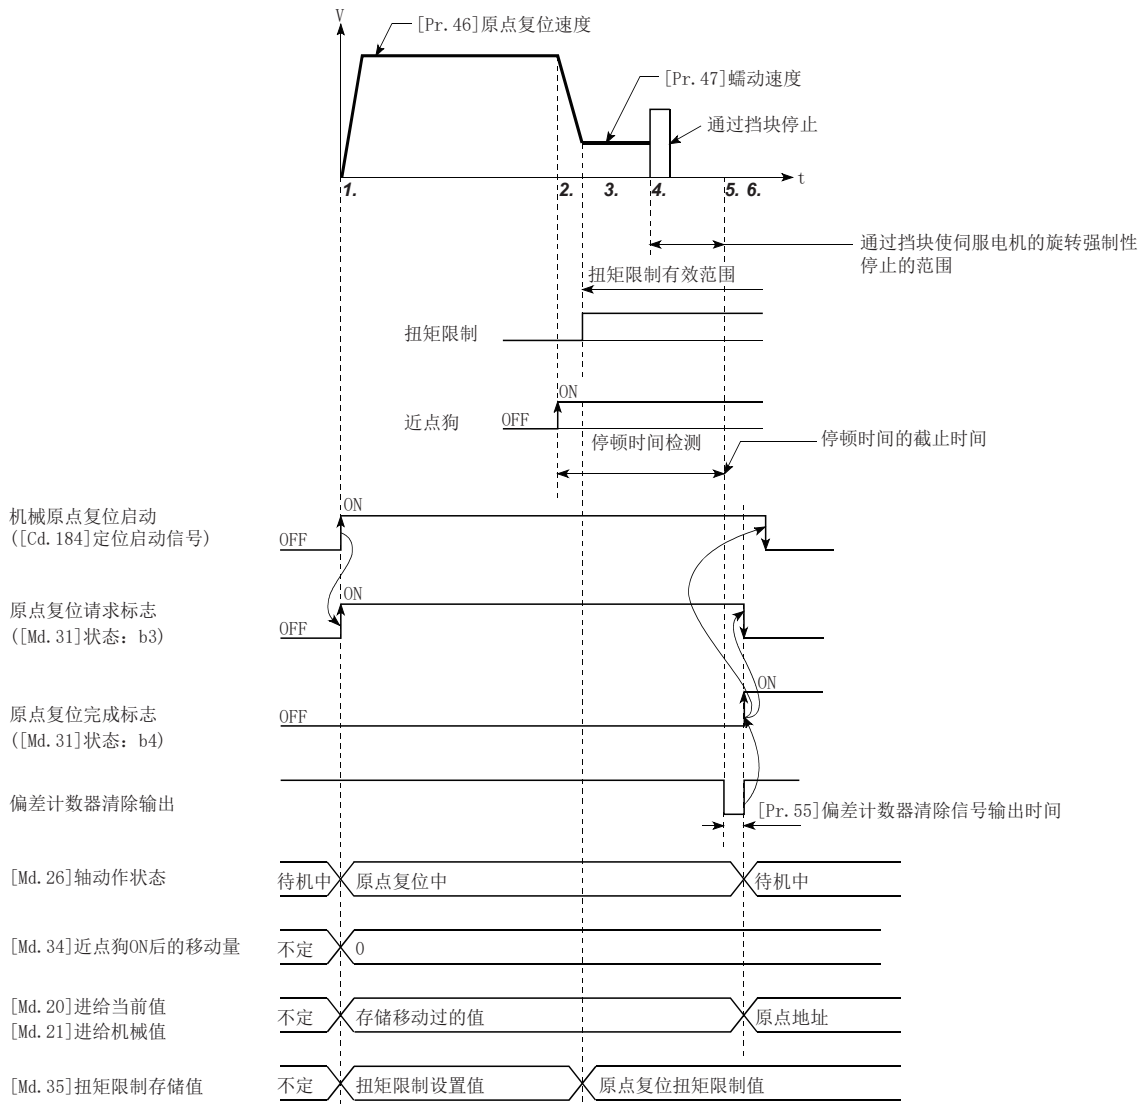 V
[Pr.46]原点复位速度
[Pr.47]蠕动速度
通过挡块停止
t
1.
2.
3.
4.
5.
6.
通过挡块使伺服电机的旋转强制性
停止的范围
扭矩限制有效范围
扭矩限制
ON
近点狗
OFF
停顿时间检测
停顿时间的截止时间
机械原点复位启动
([Cd.184]定位启动信号)
OFF
ON
原点复位请求标志
([Md.31]状态：b3)
OFF
ON
原点复位完成标志
([Md.31]状态：b4)
OFF
ON
偏差计数器清除输出
[Pr.55]偏差计数器清除信号输出时间
[Md.26]轴动作状态
待机中
原点复位中
待机中
[Md.34]近点狗ON后的移动量
不定
0
[Md.20]进给当前值
[Md.21]进给机械值
不定
存储移动过的值
原点地址
[Md.35]扭矩限制存储值
不定
扭矩限制设置值
原点复位扭矩限制值